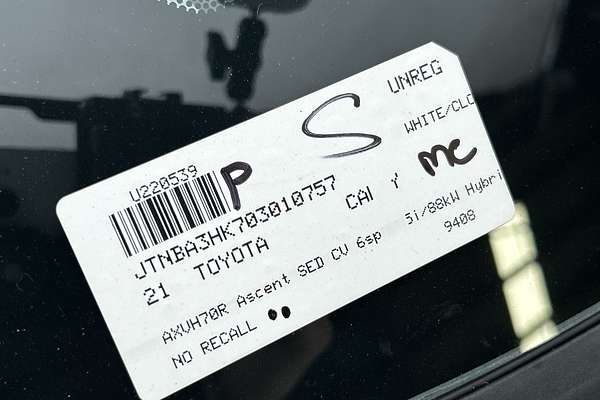 UNREG
S
WHITE/CLO
U220539
P
mc
JTNBA3HK703010757
CAI Y
21 TOYOTA
5i/88kW Hybri
AXVH70R Ascent SED CV 6sp
9408
NO RECALL